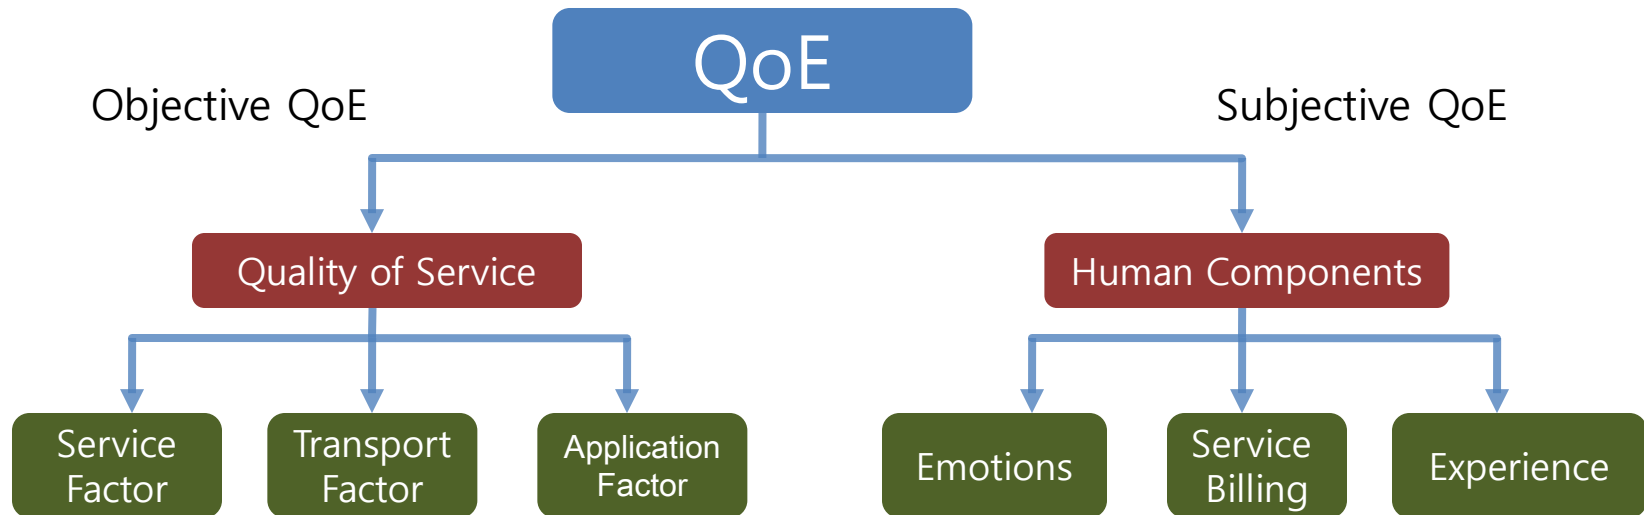 QoE
Objective QoE
Subjective QoE
Quality of Service
Human Components
Service
Factor
Transport
Factor
Application
Factor
Emotions
Service
Billing
Experience